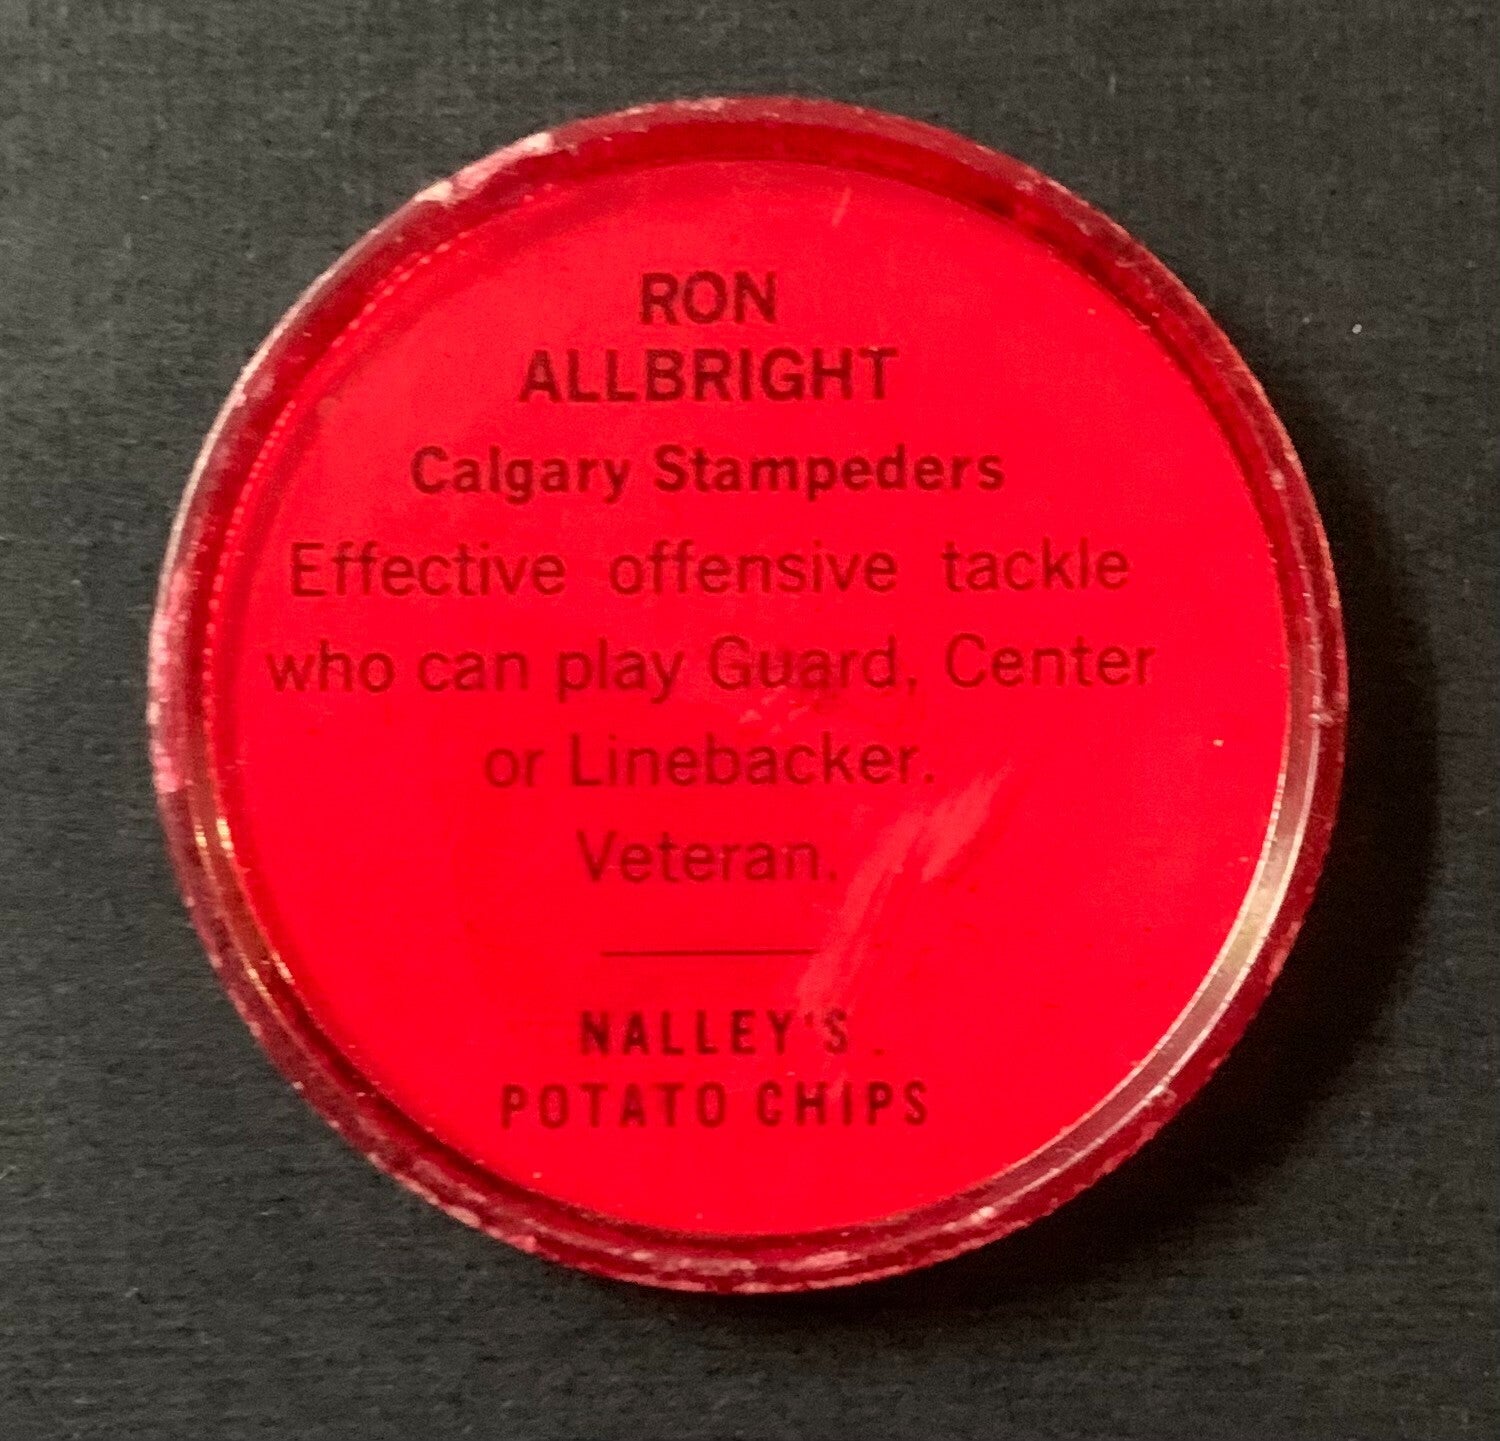 RON
ALLBRIGHT
Calgary Stampeders
Effective offensive tackle
who can play Guard, Center
or Linebacker.
Veteran.
NALLEY'S
POTATO CHIPS